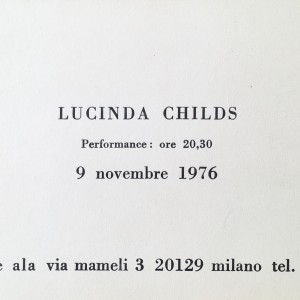 LUCINDA CHILDS
Performance: ore 20,30
9 novembre 1976
ala via mameli 3 20129 milano tel.